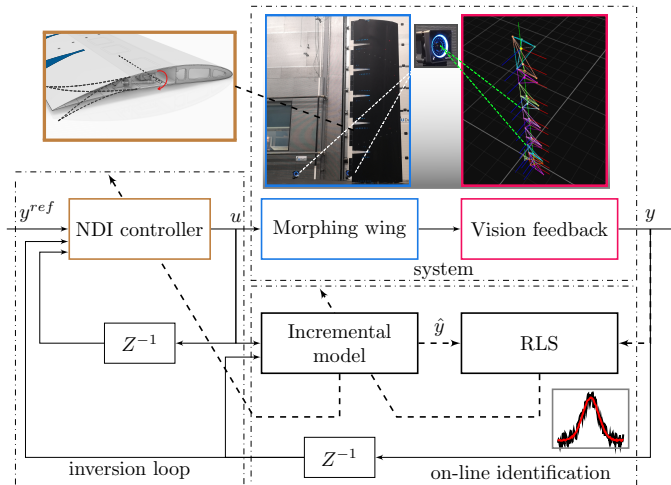 y^{ref}
NDI controller
u
Morphing wing
Vision feedback
y
system
Z^{-1}
Incremental
model
ŷ
RLS
Z^{-1}
inversion loop
on-line identification